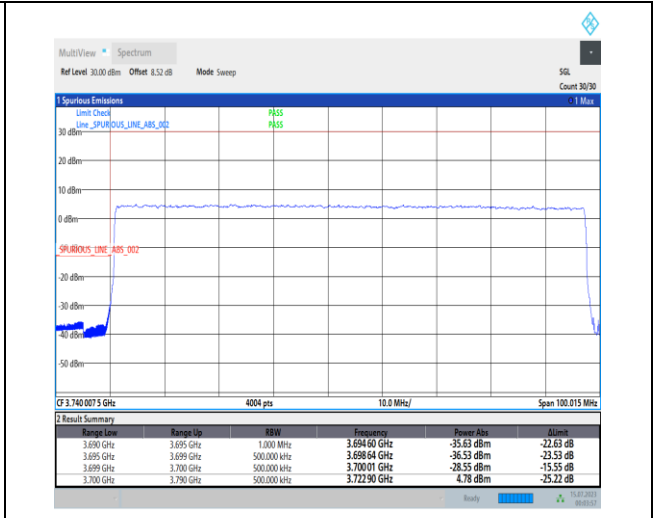 MultiView Spectrum
Ref Level 30.00 dBm Offset 8.52 dB Mode Sweep SGL
Count 30/30
1 Spurious Emissions 1 Max
Limit Check PASS
Line _SPURIOUS_LINE_ABS_002 PASS
30 dBm
20 dBm
10 dBm
0 dBm
_SPURIOUS_LINE_ABS_002
-20 dBm
-30 dBm
-40 dBm
-50 dBm
CF 3.740 007 5 GHz 4004 pts 10.0 MHz/ Span 100.015 MHz
2 Result Summary
Range Low Range Up RBW Frequency Power Abs ΔLimit
3.690 GHz 3.695 GHz 1.000 MHz 3.694 60 GHz -35.63 dBm -22.63 dB
3.695 GHz 3.699 GHz 500.000 kHz 3.698 64 GHz -36.53 dBm -23.53 dB
3.699 GHz 3.700 GHz 500.000 kHz 3.700 01 GHz -28.55 dBm -15.55 dB
3.700 GHz 3.790 GHz 500.000 kHz 3.722 90 GHz 4.78 dBm -25.22 dB
Ready 15.07.2023
00:03:57